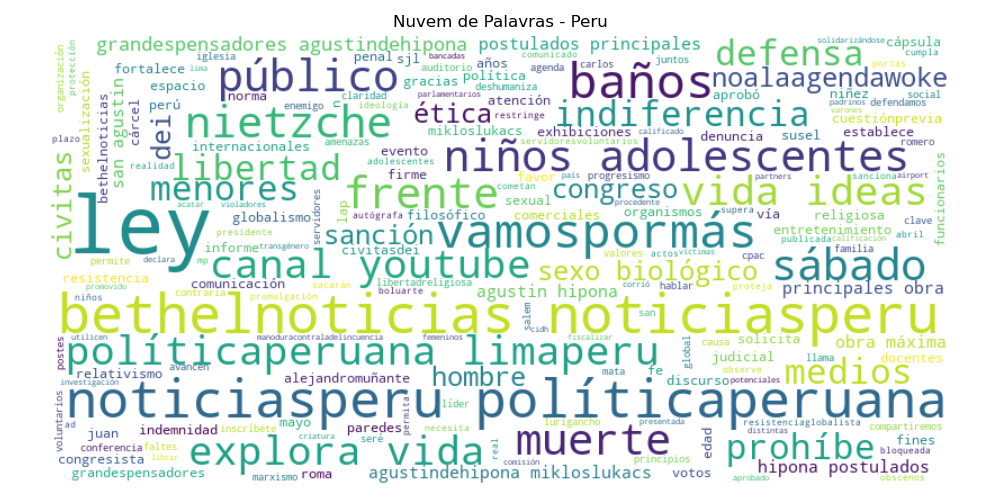 Nuvem de Palavras - Peru
grandespensadores agustindehipona postulados principales defensa solidarizándose cápsula
organización protección iglesia penal sjl bancadas comunicado juntos cumpla
fortalece lima público auditorio años agenda carlos baños portas
espacio gracias política deshumaniza noalaagendawoke
sexualización norma claridad parlamentarios aprobó niñez social
san agustin perú enemigo n ideología ética atención indiferencia padrinos defendamos
cárcel dei nietzche restringe varones cuestiónprevia
plazo bethelnoticias internacionales amenazas mikloslukacs exhibiciones calificado denuncia susel establece
realidad libertad evento servidoresvoluntarios niños adolescentes romero
civitas menores adolescentes firme favor país progresismo partners sanciona airport funcionarios
acatar violadores servidores frente sexual cometan congreso procedente vida ideas
ley globalismo lap autógrafa filosófico comerciales organismos supera vía religiosa clave
presidente sanción vamospormás entretenimiento publicada calificación abril
informe transgénero civitasdei valores actos víctimas cpac familia
permite declara mp canal youtube sexo biológico sábado
resistencia comunicación sacarán libertadreligiosa corrió hablar proteja
promovido contraria boluarte agustin hipona principales obra
niños promulgación
bethelnoticias noticiasperu salem san
utilicen manoduracontraladelincuencia femeninos cidh fiscalizar causa solicita obra máxima
postes políticaperuana limaperu global judicial
avancen hombre mata fe llama docentes
relativismo alejandromuñante discurso observe medios
investigación potenciales
noticiasperu políticaperuana
voluntarios ad juan indemnidad inscríbete mayo paredes permita líder necesita lurigancho presentada resistenciaglobalista compartiremos
conferencia faltes criatura seré real muerte distintas edad prohíbe fines
congresista librar explora vida comisión principios bloqueada
grandespensadores marxismo roma agustindehipona mikloslukacs votos aprobado hipona postulados obscenos